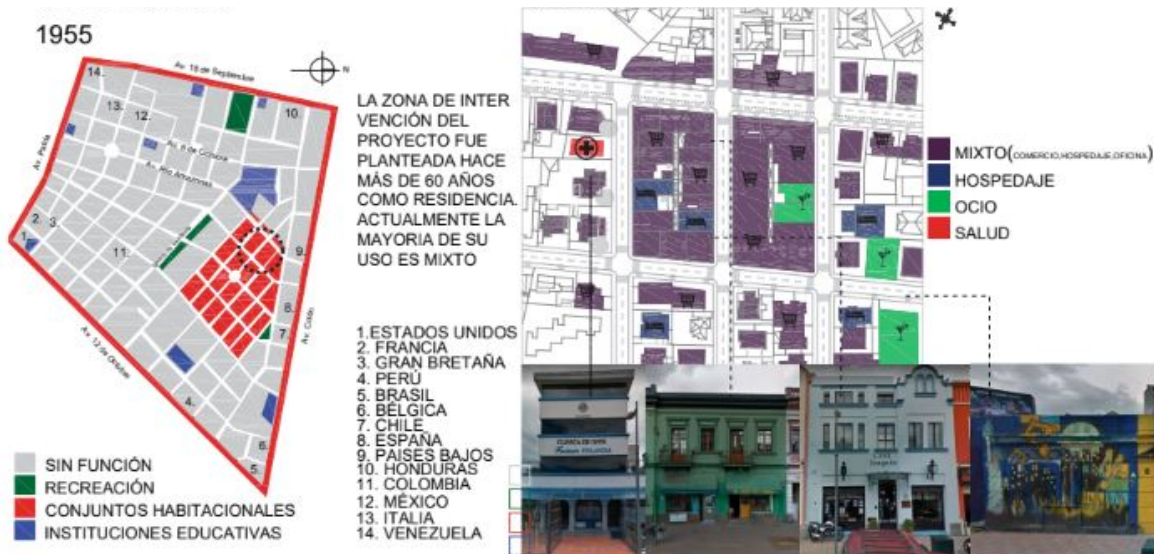 1955
Av. 18 de Septiembre
N
14.
13.
12.
10.
Av. Patria
Av. 6 de Octubre
Av. Río Amazonas
2.
3.
1.
11.
9.
8.
7.
Av. Colón
Av. 12 de Octubre
4.
6.
5.
SIN FUNCIÓN
RECREACIÓN
CONJUNTOS HABITACIONALES
INSTITUCIONES EDUCATIVAS
LA ZONA DE INTER
VENCIÓN DEL
PROYECTO FUE
PLANTEADA HACE
MÁS DE 60 AÑOS
COMO RESIDENCIA.
ACTUALMENTE LA
MAYORIA DE SU
USO ES MIXTO
1.ESTADOS UNIDOS
2. FRANCIA
3. GRAN BRETAÑA
4. PERÚ
5. BRASIL
6. BÉLGICA
7. CHILE
8. ESPAÑA
9. PAISES BAJOS
10. HONDURAS
11. COLOMBIA
12. MÉXICO
13. ITALIA
14. VENEZUELA
MIXTO(COMERCIO,HOSPEDAJE,OFICINA)
HOSPEDAJE
OCIO
SALUD